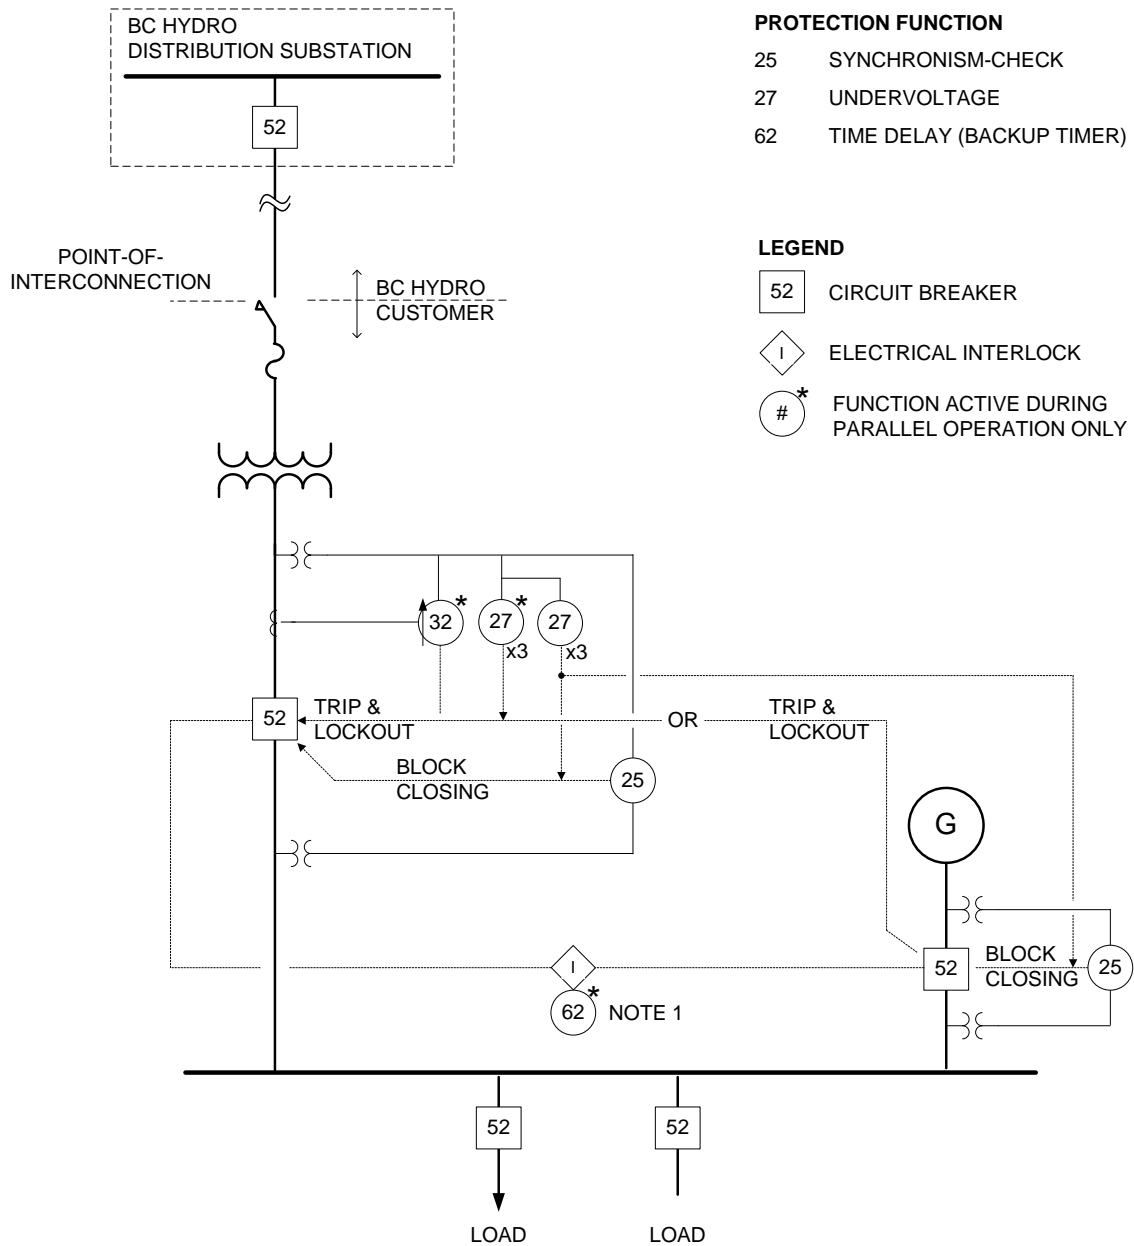 BC HYDRO
DISTRIBUTION SUBSTATION
52
POINT-OF-
INTERCONNECTION
BC HYDRO
CUSTOMER
PROTECTION FUNCTION
25 SYNCHRONISM-CHECK
27 UNDERVOLTAGE
62 TIME DELAY (BACKUP TIMER)
LEGEND
52 CIRCUIT BREAKER
I ELECTRICAL INTERLOCK
# * FUNCTION ACTIVE DURING
PARALLEL OPERATION ONLY
32 *
27 *
x3
27
x3
52
TRIP &
LOCKOUT
OR
TRIP &
LOCKOUT
BLOCK
CLOSING
25
G
52
BLOCK
CLOSING
25
I
62 * NOTE 1
52
52
LOAD
LOAD